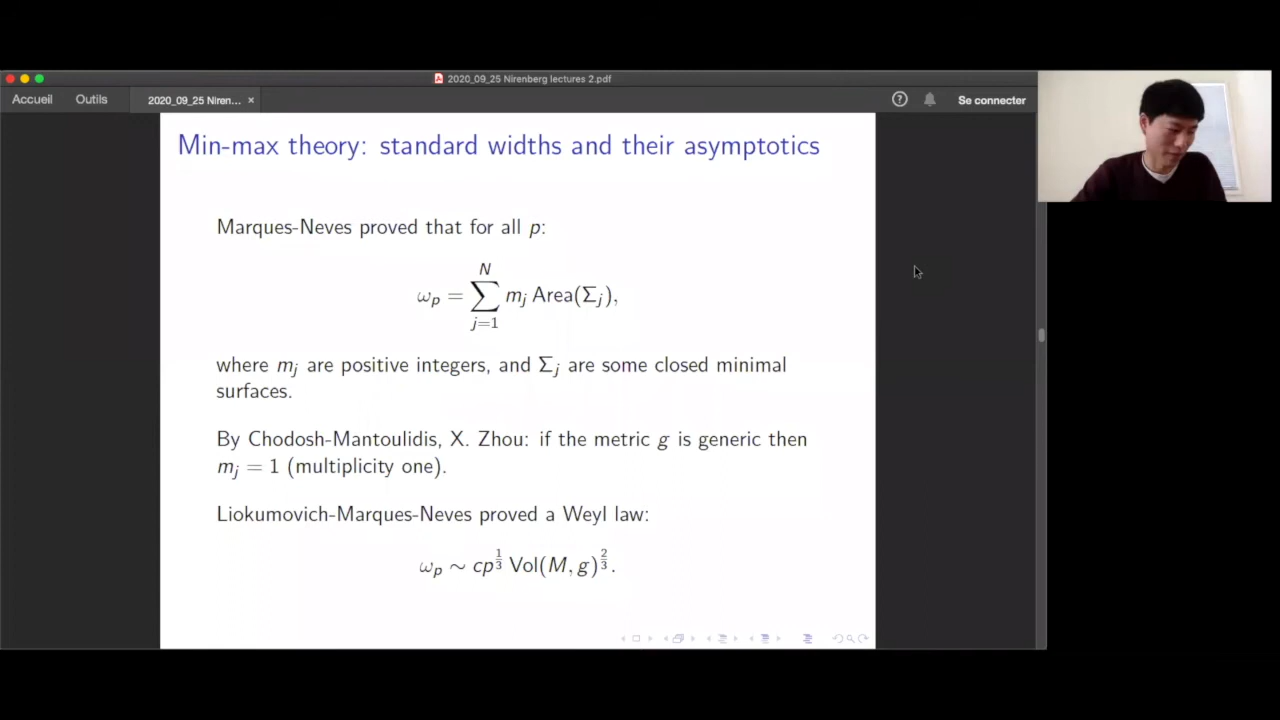 2020_09_25 Nirenberg lectures 2.pdf
Accueil Outils 2020_09_25 Niren... × Se connecter
Min-max theory: standard widths and their asymptotics
Marques-Neves proved that for all p:
ω_p = ∑_{j=1}^{N} m_j Area(Σ_j),
where m_j are positive integers, and Σ_j are some closed minimal
surfaces.
By Chodosh-Mantoulidis, X. Zhou: if the metric g is generic then
m_j = 1 (multiplicity one).
Liokumovich-Marques-Neves proved a Weyl law:
ω_p ∼ cp^{1/3} Vol(M, g)^{2/3}.